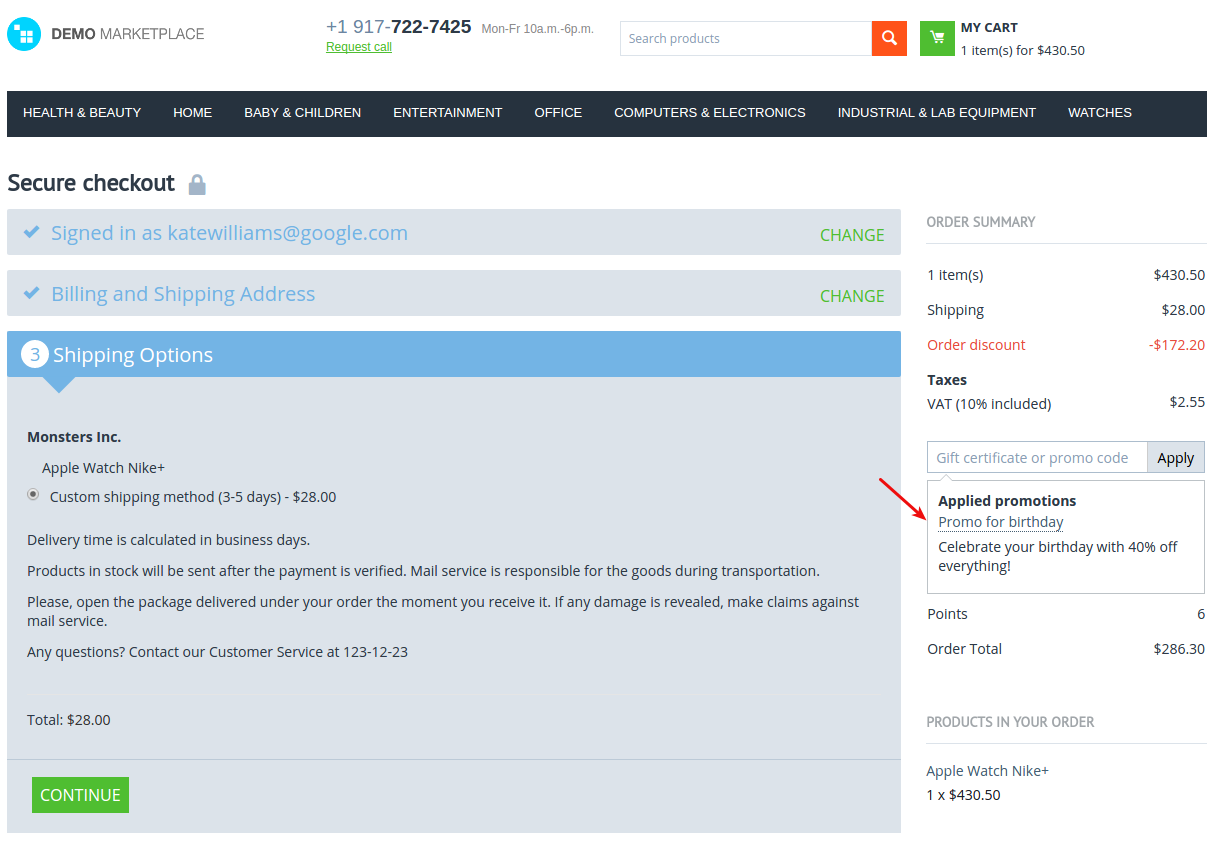 DEMO MARKETPLACE
+1 917-722-7425 Mon-Fr 10a.m.-6p.m.
Request call
Search products
MY CART
1 item(s) for $430.50
HEALTH & BEAUTY HOME BABY & CHILDREN ENTERTAINMENT OFFICE COMPUTERS & ELECTRONICS INDUSTRIAL & LAB EQUIPMENT WATCHES
Secure checkout
Signed in as katewilliams@google.com CHANGE
Billing and Shipping Address CHANGE
3 Shipping Options
Monsters Inc.
Apple Watch Nike+
Custom shipping method (3-5 days) - $28.00
Delivery time is calculated in business days.
Products in stock will be sent after the payment is verified. Mail service is responsible for the goods during transportation.
Please, open the package delivered under your order the moment you receive it. If any damage is revealed, make claims against
mail service.
Any questions? Contact our Customer Service at 123-12-23
Total: $28.00
CONTINUE
ORDER SUMMARY
1 item(s) $430.50
Shipping $28.00
Order discount -$172.20
Taxes
VAT (10% included) $2.55
Gift certificate or promo code Apply
Applied promotions
Promo for birthday
Celebrate your birthday with 40% off
everything!
Points 6
Order Total $286.30
PRODUCTS IN YOUR ORDER
Apple Watch Nike+
1 x $430.50